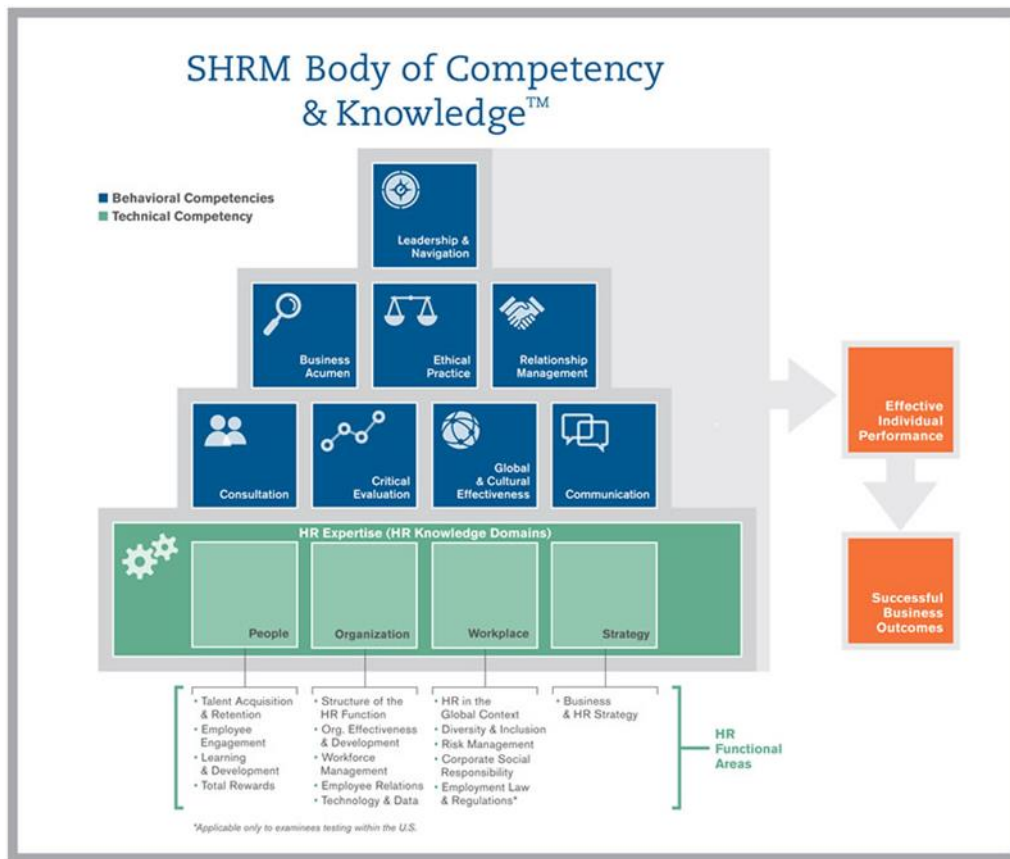 SHRM Body of Competency
& Knowledge™
Behavioral Competencies
Technical Competency
Leadership &
Navigation
Business
Acumen
Ethical
Practice
Relationship
Management
Effective
Individual
Performance
Consultation
Critical
Evaluation
Global
& Cultural
Effectiveness
Communication
HR Expertise (HR Knowledge Domains)
People
Organization
Workplace
Strategy
Successful
Business
Outcomes
• Talent Acquisition
& Retention
• Employee
Engagement
• Learning
& Development
• Total Rewards
• Structure of the
HR Function
• Org. Effectiveness
& Development
• Workforce
Management
• Employee Relations
• Technology & Data
• HR in the
Global Context
• Diversity & Inclusion
• Risk Management
• Corporate Social
Responsibility
• Employment Law
& Regulations*
• Business
& HR Strategy
HR
Functional
Areas
*Applicable only to examinees testing within the U.S.